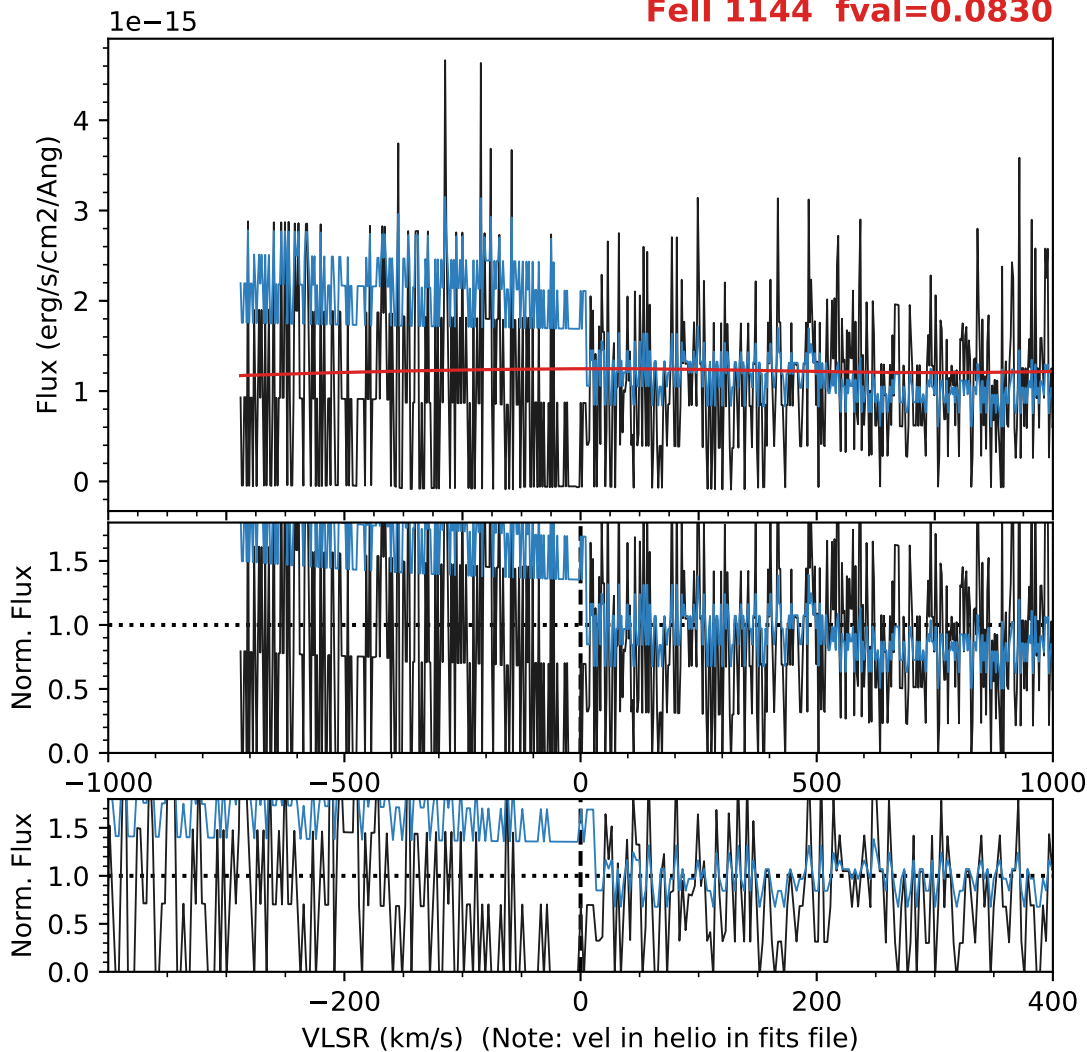 FeII 1144 fval=0.0830
1e−15
4
3
2
1
0
Flux (erg/s/cm2/Ang)
1.5
1.0
0.5
0.0
Norm. Flux
−1000 −500 0 500 1000
1.5
1.0
0.5
0.0
Norm. Flux
−200 0 200 400
VLSR (km/s) (Note: vel in helio in fits file)